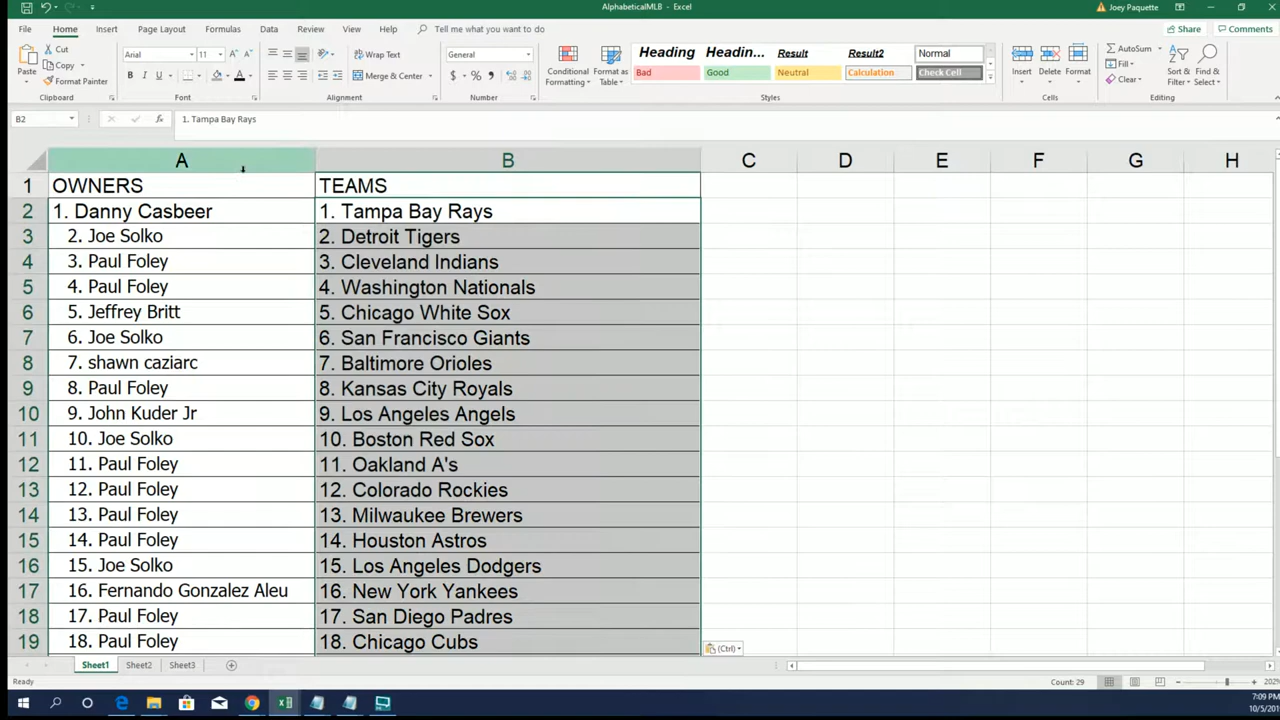 AlphabeticalMLB - Excel
Joey Paquette
File Home Insert Page Layout Formulas Data Review View Help Tell me what you want to do
Share Comments
Paste Cut Copy Format Painter
Clipboard
Arial 11
B I U
Font
Wrap Text
Merge & Center
Alignment
General
$ % ,
Number
Conditional Formatting Format as Table
Heading Headin... Result Result2 Normal
Bad Good Neutral Calculation Check Cell
Styles
Insert Delete Format
Cells
AutoSum Fill Clear Sort & Filter Find & Select
Editing
B2 fx 1. Tampa Bay Rays
A B C D E F G H
1 OWNERS TEAMS
2 1. Danny Casbeer 1. Tampa Bay Rays
3 2. Joe Solko 2. Detroit Tigers
4 3. Paul Foley 3. Cleveland Indians
5 4. Paul Foley 4. Washington Nationals
6 5. Jeffrey Britt 5. Chicago White Sox
7 6. Joe Solko 6. San Francisco Giants
8 7. shawn caziarc 7. Baltimore Orioles
9 8. Paul Foley 8. Kansas City Royals
10 9. John Kuder Jr 9. Los Angeles Angels
11 10. Joe Solko 10. Boston Red Sox
12 11. Paul Foley 11. Oakland A's
13 12. Paul Foley 12. Colorado Rockies
14 13. Paul Foley 13. Milwaukee Brewers
15 14. Paul Foley 14. Houston Astros
16 15. Joe Solko 15. Los Angeles Dodgers
17 16. Fernando Gonzalez Aleu 16. New York Yankees
18 17. Paul Foley 17. San Diego Padres
19 18. Paul Foley 18. Chicago Cubs
(Ctrl)
Sheet1 Sheet2 Sheet3
Ready Count: 29
7:09 PM